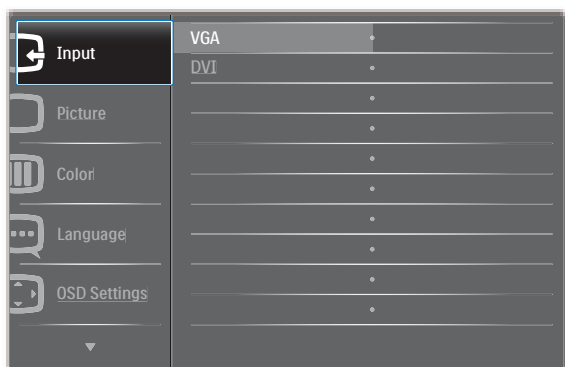 Input
Picture
Color
Language
OSD Settings
VGA
DVI